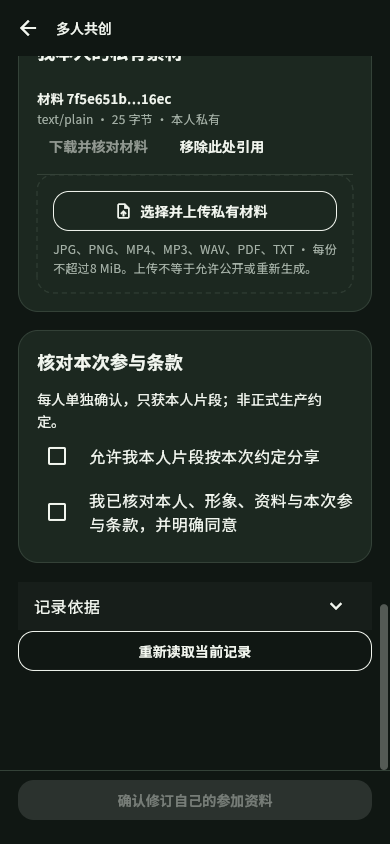 多人共创
我本人的私有素材
材料 7f5e651b…16ec
text/plain · 25 字节 · 本人私有
下载并核对材料 移除此处引用
选择并上传私有材料
JPG、PNG、MP4、MP3、WAV、PDF、TXT · 每份
不超过8 MiB。上传不等于允许公开或重新生成。
核对本次参与条款
每人单独确认，只获本人片段；非正式生产约
定。
允许我本人片段按本次约定分享
我已核对本人、形象、资料与本次参
与条款，并明确同意
记录依据
重新读取当前记录
确认修订自己的参加资料